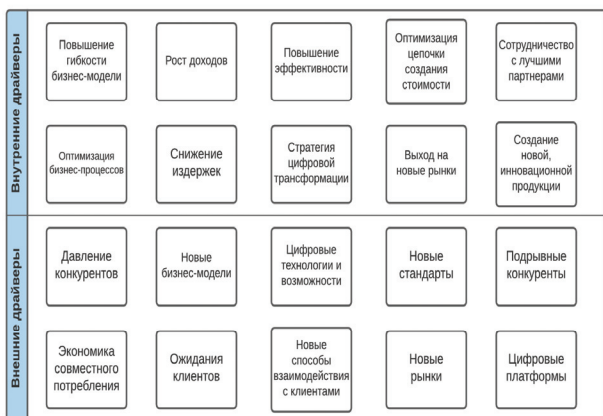 Внутренние драйверы
Повышение
гибкости
бизнес-модели
Рост доходов
Повышение
эффективности
Оптимизация
цепочки
создания
стоимости
Сотрудничество
с лучшими
партнерами
Оптимизация
бизнес-процессов
Снижение
издержек
Стратегия
цифровой
трансформации
Выход на
новые рынки
Создание
новой,
инновационной
продукции
Внешние драйверы
Давление
конкурентов
Новые
бизнес-модели
Цифровые
технологии и
возможности
Новые
стандарты
Подрывные
конкуренты
Экономика
совместного
потребления
Ожидания
клиентов
Новые
способы
взаимодействия
с клиентами
Новые
рынки
Цифровые
платформы